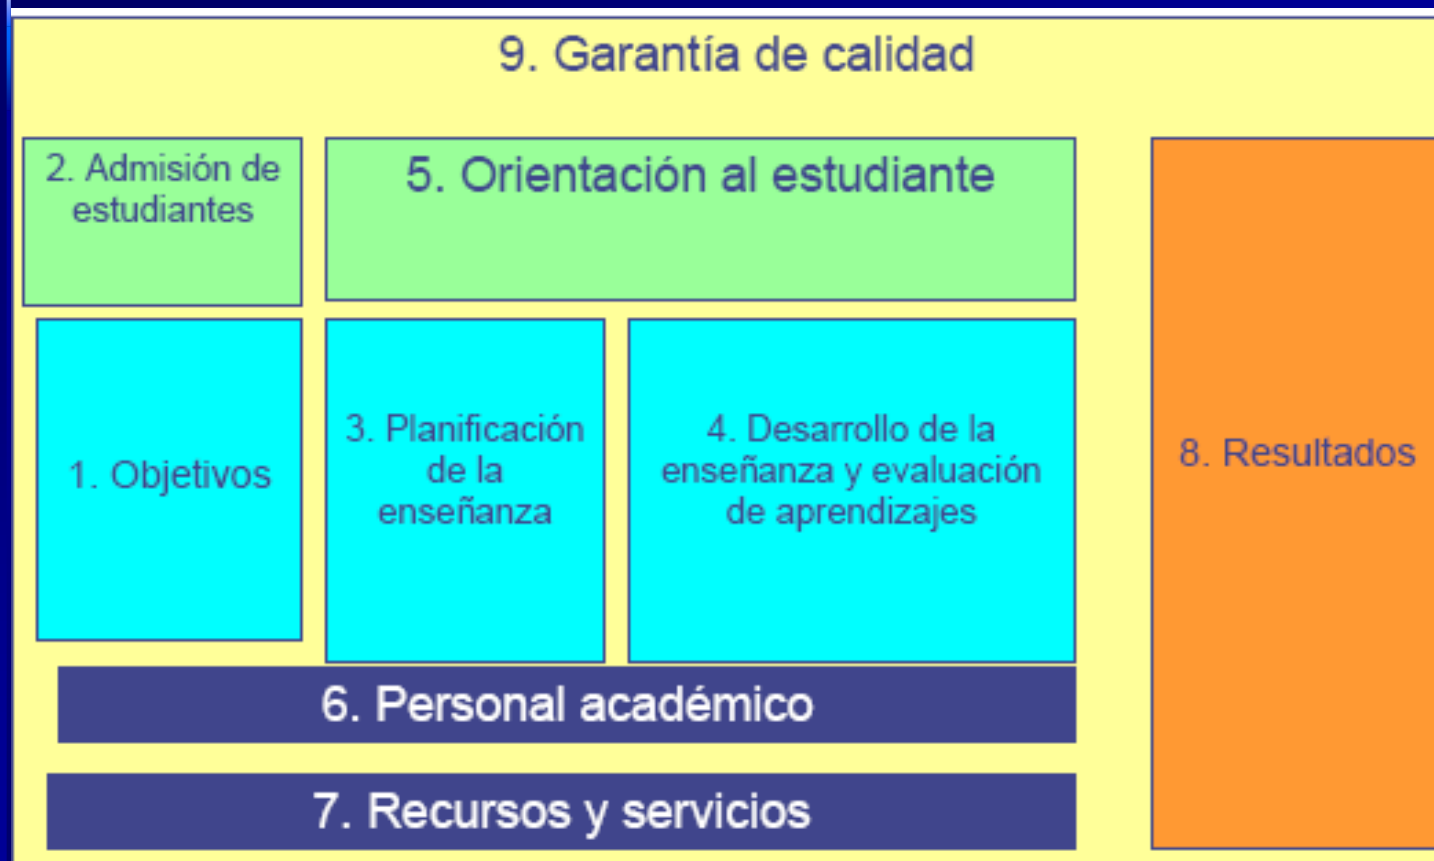 9. Garantía de calidad
2. Admisión de
estudiantes
5. Orientación al estudiante
1. Objetivos
3. Planificación
de la
enseñanza
4. Desarrollo de la
enseñanza y evaluación
de aprendizajes
8. Resultados
6. Personal académico
7. Recursos y servicios